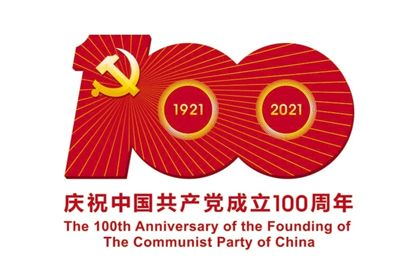 100
1921 2021
庆祝中国共产党成立100周年
The 100th Anniversary of the Founding of
The Communist Party of China